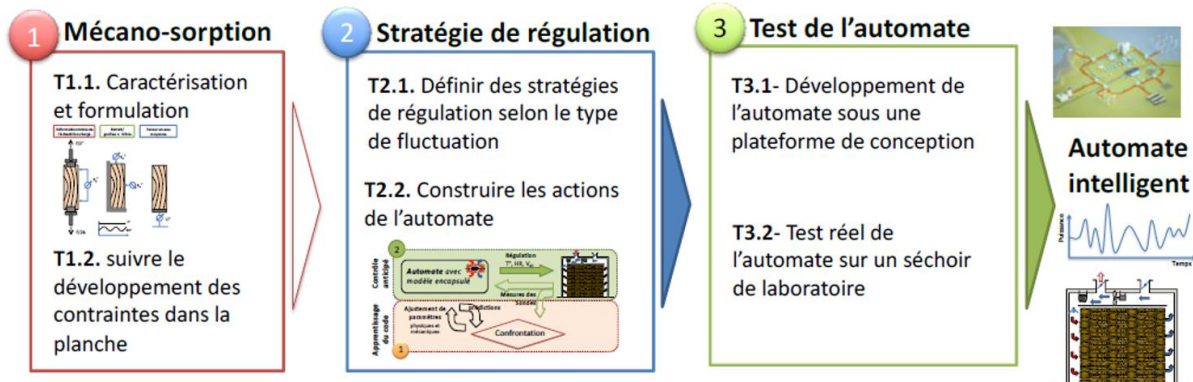 1 Mécano-sorption
T1.1. Caractérisation
et formulation
T1.2. suivre le
développement des
contraintes dans la
planche
2 Stratégie de régulation
T2.1. Définir des stratégies
de régulation selon le type
de fluctuation
T2.2. Construire les actions
de l'automate
Contrôle
anticipé
2
Automate avec
modèle encapsulé
Régulation
Mesures des
sondes
Apprentissage
du code
Ajustement de
paramètres
physiques et
mécaniques
prédictions
Confrontation
1
3 Test de l'automate
T3.1- Développement de
l'automate sous une
plateforme de conception
T3.2- Test réel de
l'automate sur un séchoir
de laboratoire
Automate
intelligent
Puissance
Temps